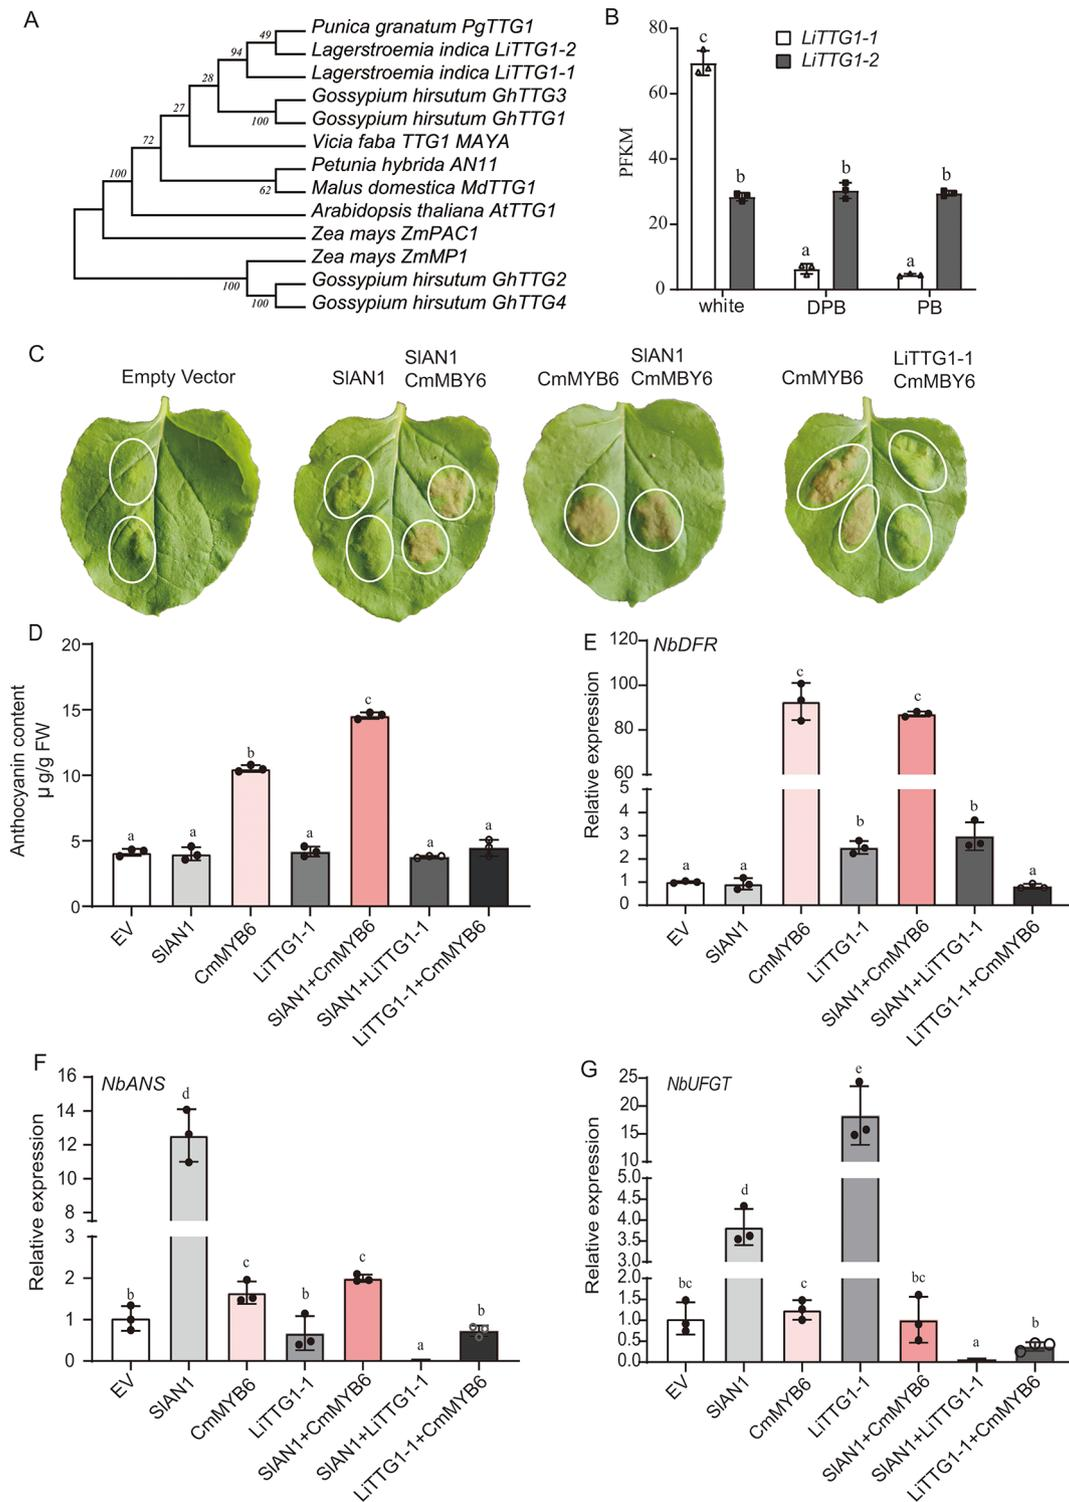 A
Punica granatum PgTTG1
Lagerstroemia indica LiTTG1-2
Lagerstroemia indica LiTTG1-1
Gossypium hirsutum GhTTG3
Gossypium hirsutum GhTTG1
Vicia faba TTG1 MAYA
Petunia hybrida AN11
Malus domestica MdTTG1
Arabidopsis thaliana AtTTG1
Zea mays ZmPAC1
Zea mays ZmMP1
Gossypium hirsutum GhTTG2
Gossypium hirsutum GhTTG4
49
94
28
100
27
72
62
100
100
100
B
LiTTG1-1
LiTTG1-2
PFKM
80
60
40
20
0
c
b
a
b
a
b
white
DPB
PB
C
Empty Vector
SlAN1
SlAN1
CmMBY6
CmMYB6
SlAN1
CmMBY6
CmMYB6
LiTTG1-1
CmMBY6
D
Anthocyanin content
μg/g FW
20
15
10
5
0
a
a
b
a
c
a
a
EV
SlAN1
CmMYB6
LiTTG1-1
SlAN1+CmMYB6
SlAN1+LiTTG1-1
LiTTG1-1+CmMYB6
E
NbDFR
Relative expression
120
100
80
60
5
4
3
2
1
0
a
a
c
b
c
b
a
EV
SlAN1
CmMYB6
LiTTG1-1
SlAN1+CmMYB6
SlAN1+LiTTG1-1
LiTTG1-1+CmMYB6
F
NbANS
Relative expression
16
14
12
10
8
3
2
1
0
b
d
c
b
c
a
b
EV
SlAN1
CmMYB6
LiTTG1-1
SlAN1+CmMYB6
SlAN1+LiTTG1-1
LiTTG1-1+CmMYB6
G
NbUFGT
Relative expression
25
20
15
10
5.0
4.5
4.0
3.5
3.0
2.0
1.5
1.0
0.5
0.0
bc
d
c
e
bc
a
b
EV
SlAN1
CmMYB6
LiTTG1-1
SlAN1+CmMYB6
SlAN1+LiTTG1-1
LiTTG1-1+CmMYB6